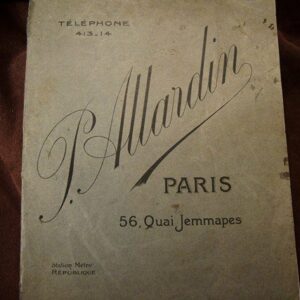 TÉLÉPHONE
413.14
P. Allardin
PARIS
56, Quai Jemmapes
Station Métro
RÉPUBLIQUE